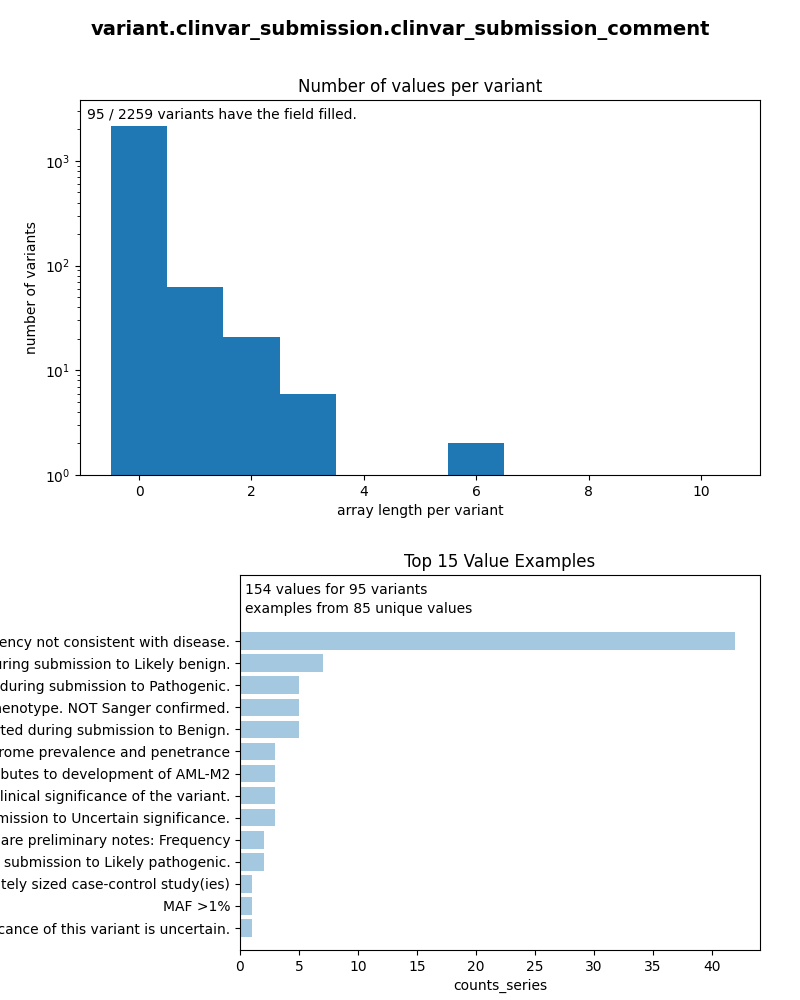 variant.clinvar_submission.clinvar_submission_comment
Number of values per variant
95 / 2259 variants have the field filled.
number of variants
10³
10²
10¹
10⁰
0 2 4 6 8 10
array length per variant
Top 15 Value Examples
154 values for 95 variants
examples from 85 unique values
ency not consistent with disease.
uring submission to Likely benign.
during submission to Pathogenic.
henotype. NOT Sanger confirmed.
ted during submission to Benign.
rome prevalence and penetrance
butes to development of AML-M2
linical significance of the variant.
mission to Uncertain significance.
are preliminary notes: Frequency
submission to Likely pathogenic.
tely sized case-control study(ies)
MAF >1%
cance of this variant is uncertain.
0 5 10 15 20 25 30 35 40
counts_series